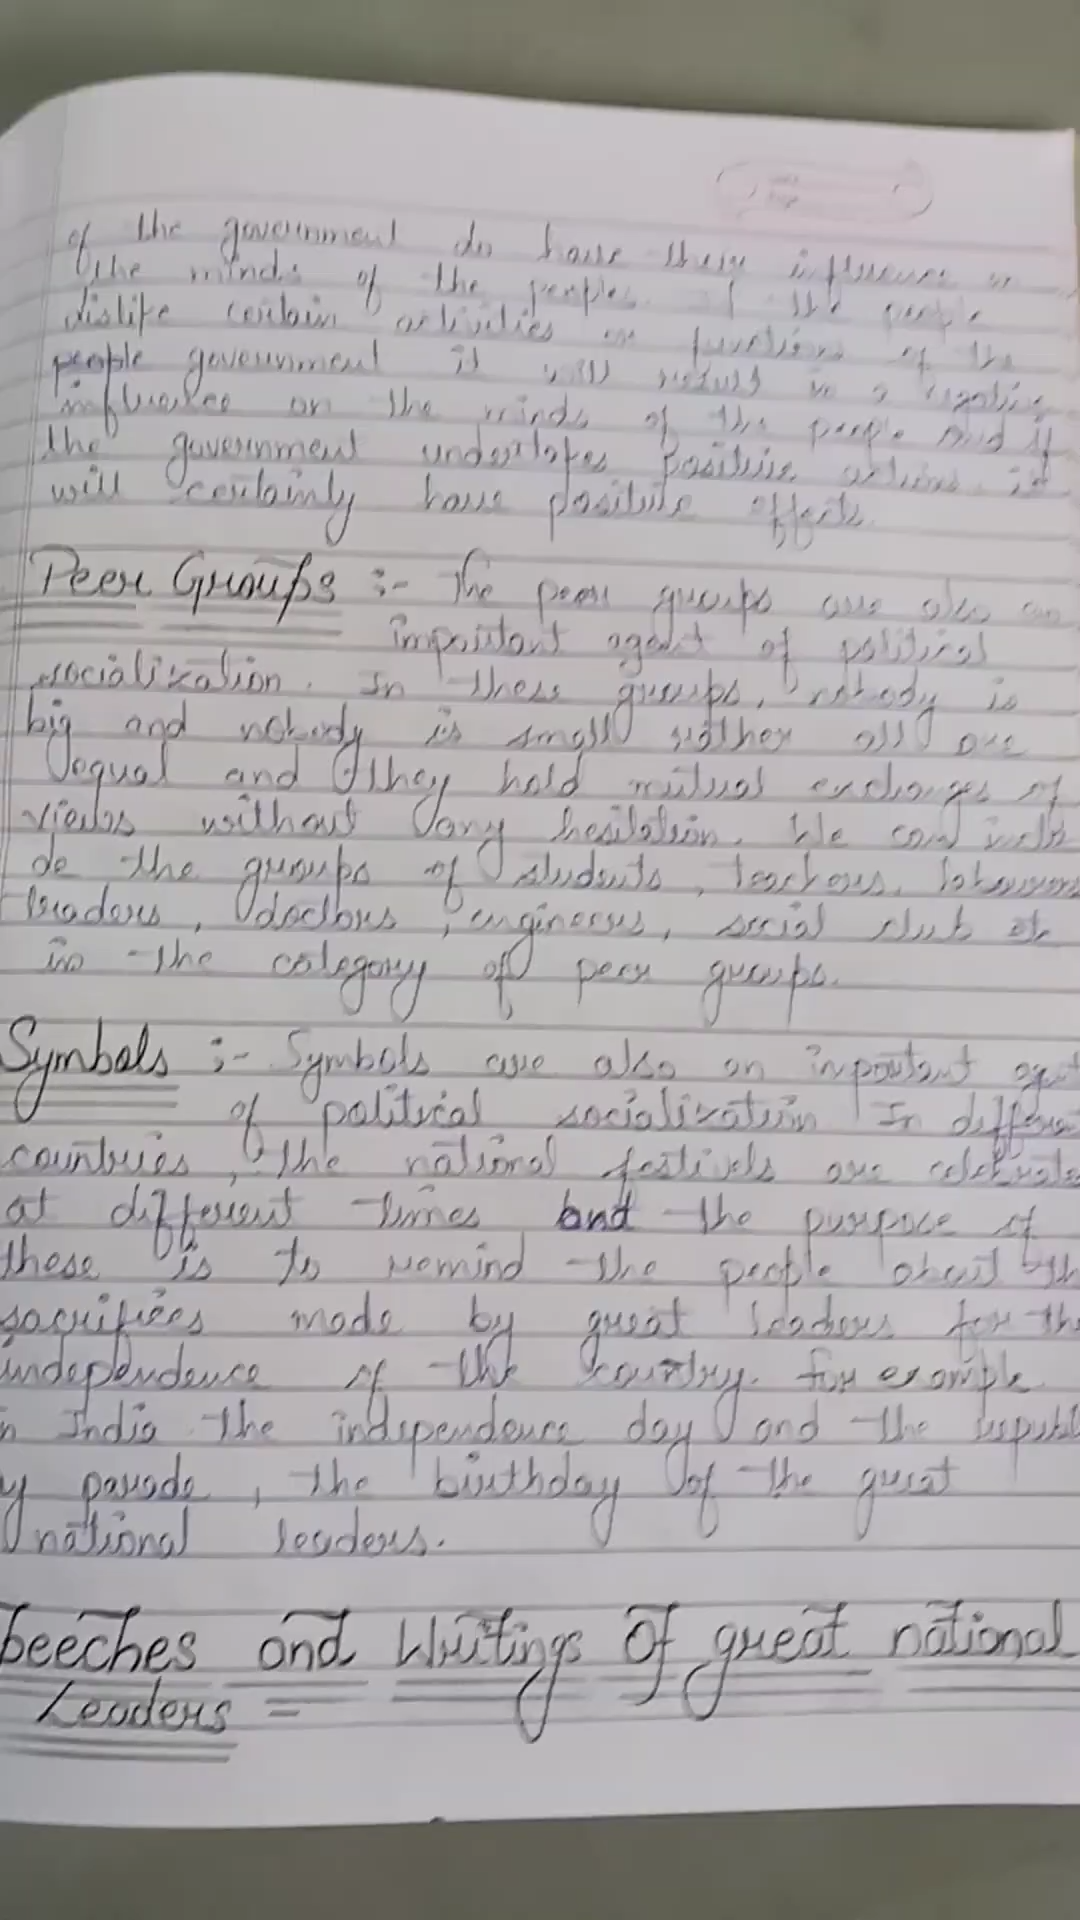 of the government do have their influence on
the minds of the peoples. If the people
dislike certain activities or functions of the
people government it will result in a negative
influence on the minds of the people and if
the government undertakes positive actions, it
will certainly have positive effects.
Peer Groups :- The peer groups are also an
important agent of political
socialization. In these groups, nobody is
big and nobody is small rather all are
equal and they hold mutual exchanges of
views without any hesitation. We can inclu
de the groups of students, teachers, labourers
leaders, doctors, engineers, social club etc
in the category of peer groups.
Symbols :- Symbols are also an inportant agent
of political socialization In different
countries, the national festivels are celebrate
at different times and the purpose of
these is to remind the people about the
sacrifices made by great leaders for the
independence of the country. for example
n India the independence day and the republ
y parade, the birthday of the great
national leaders.
peeches and Writings Of great national
Leaders =